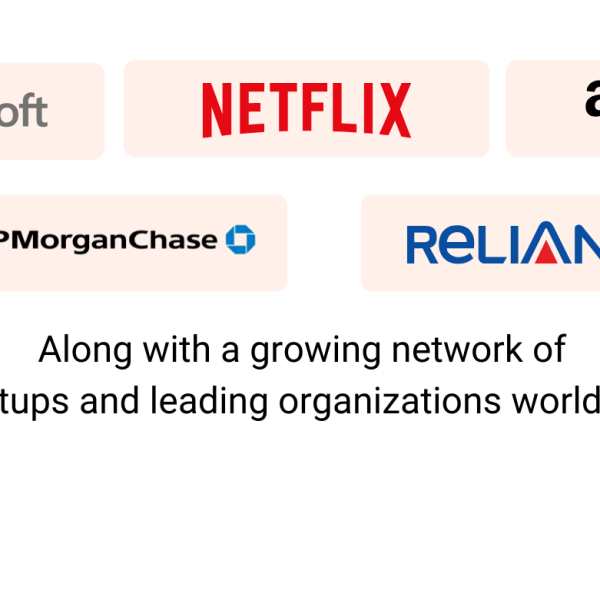 oft NETFLIX a
PMorganChase RELIAN
Along with a growing network of
tups and leading organizations world